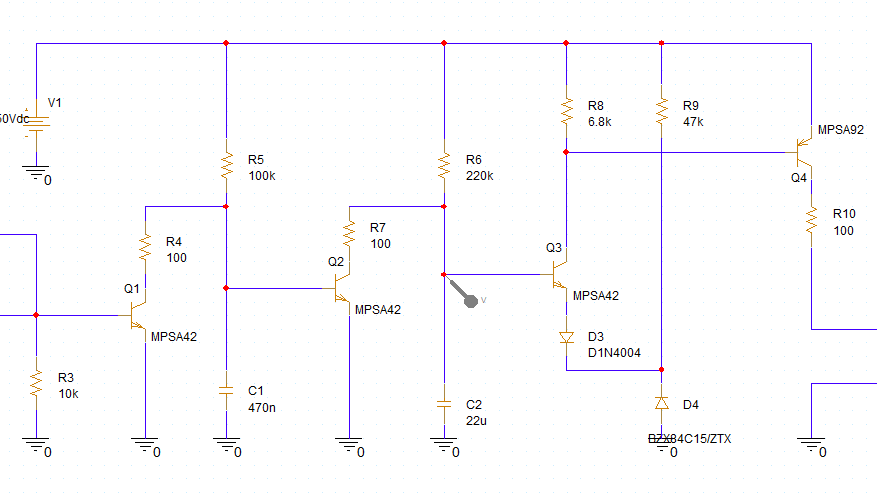 V1
50Vdc
0
R5
100k
R6
220k
R8
6.8k
R9
47k
MPSA92
Q4
R10
100
R4
100
R7
100
Q1
MPSA42
Q2
MPSA42
Q3
MPSA42
V
D3
D1N4004
R3
10k
C1
470n
C2
22u
D4
BZX84C15/ZTX
0
0
0
0
0
0
0